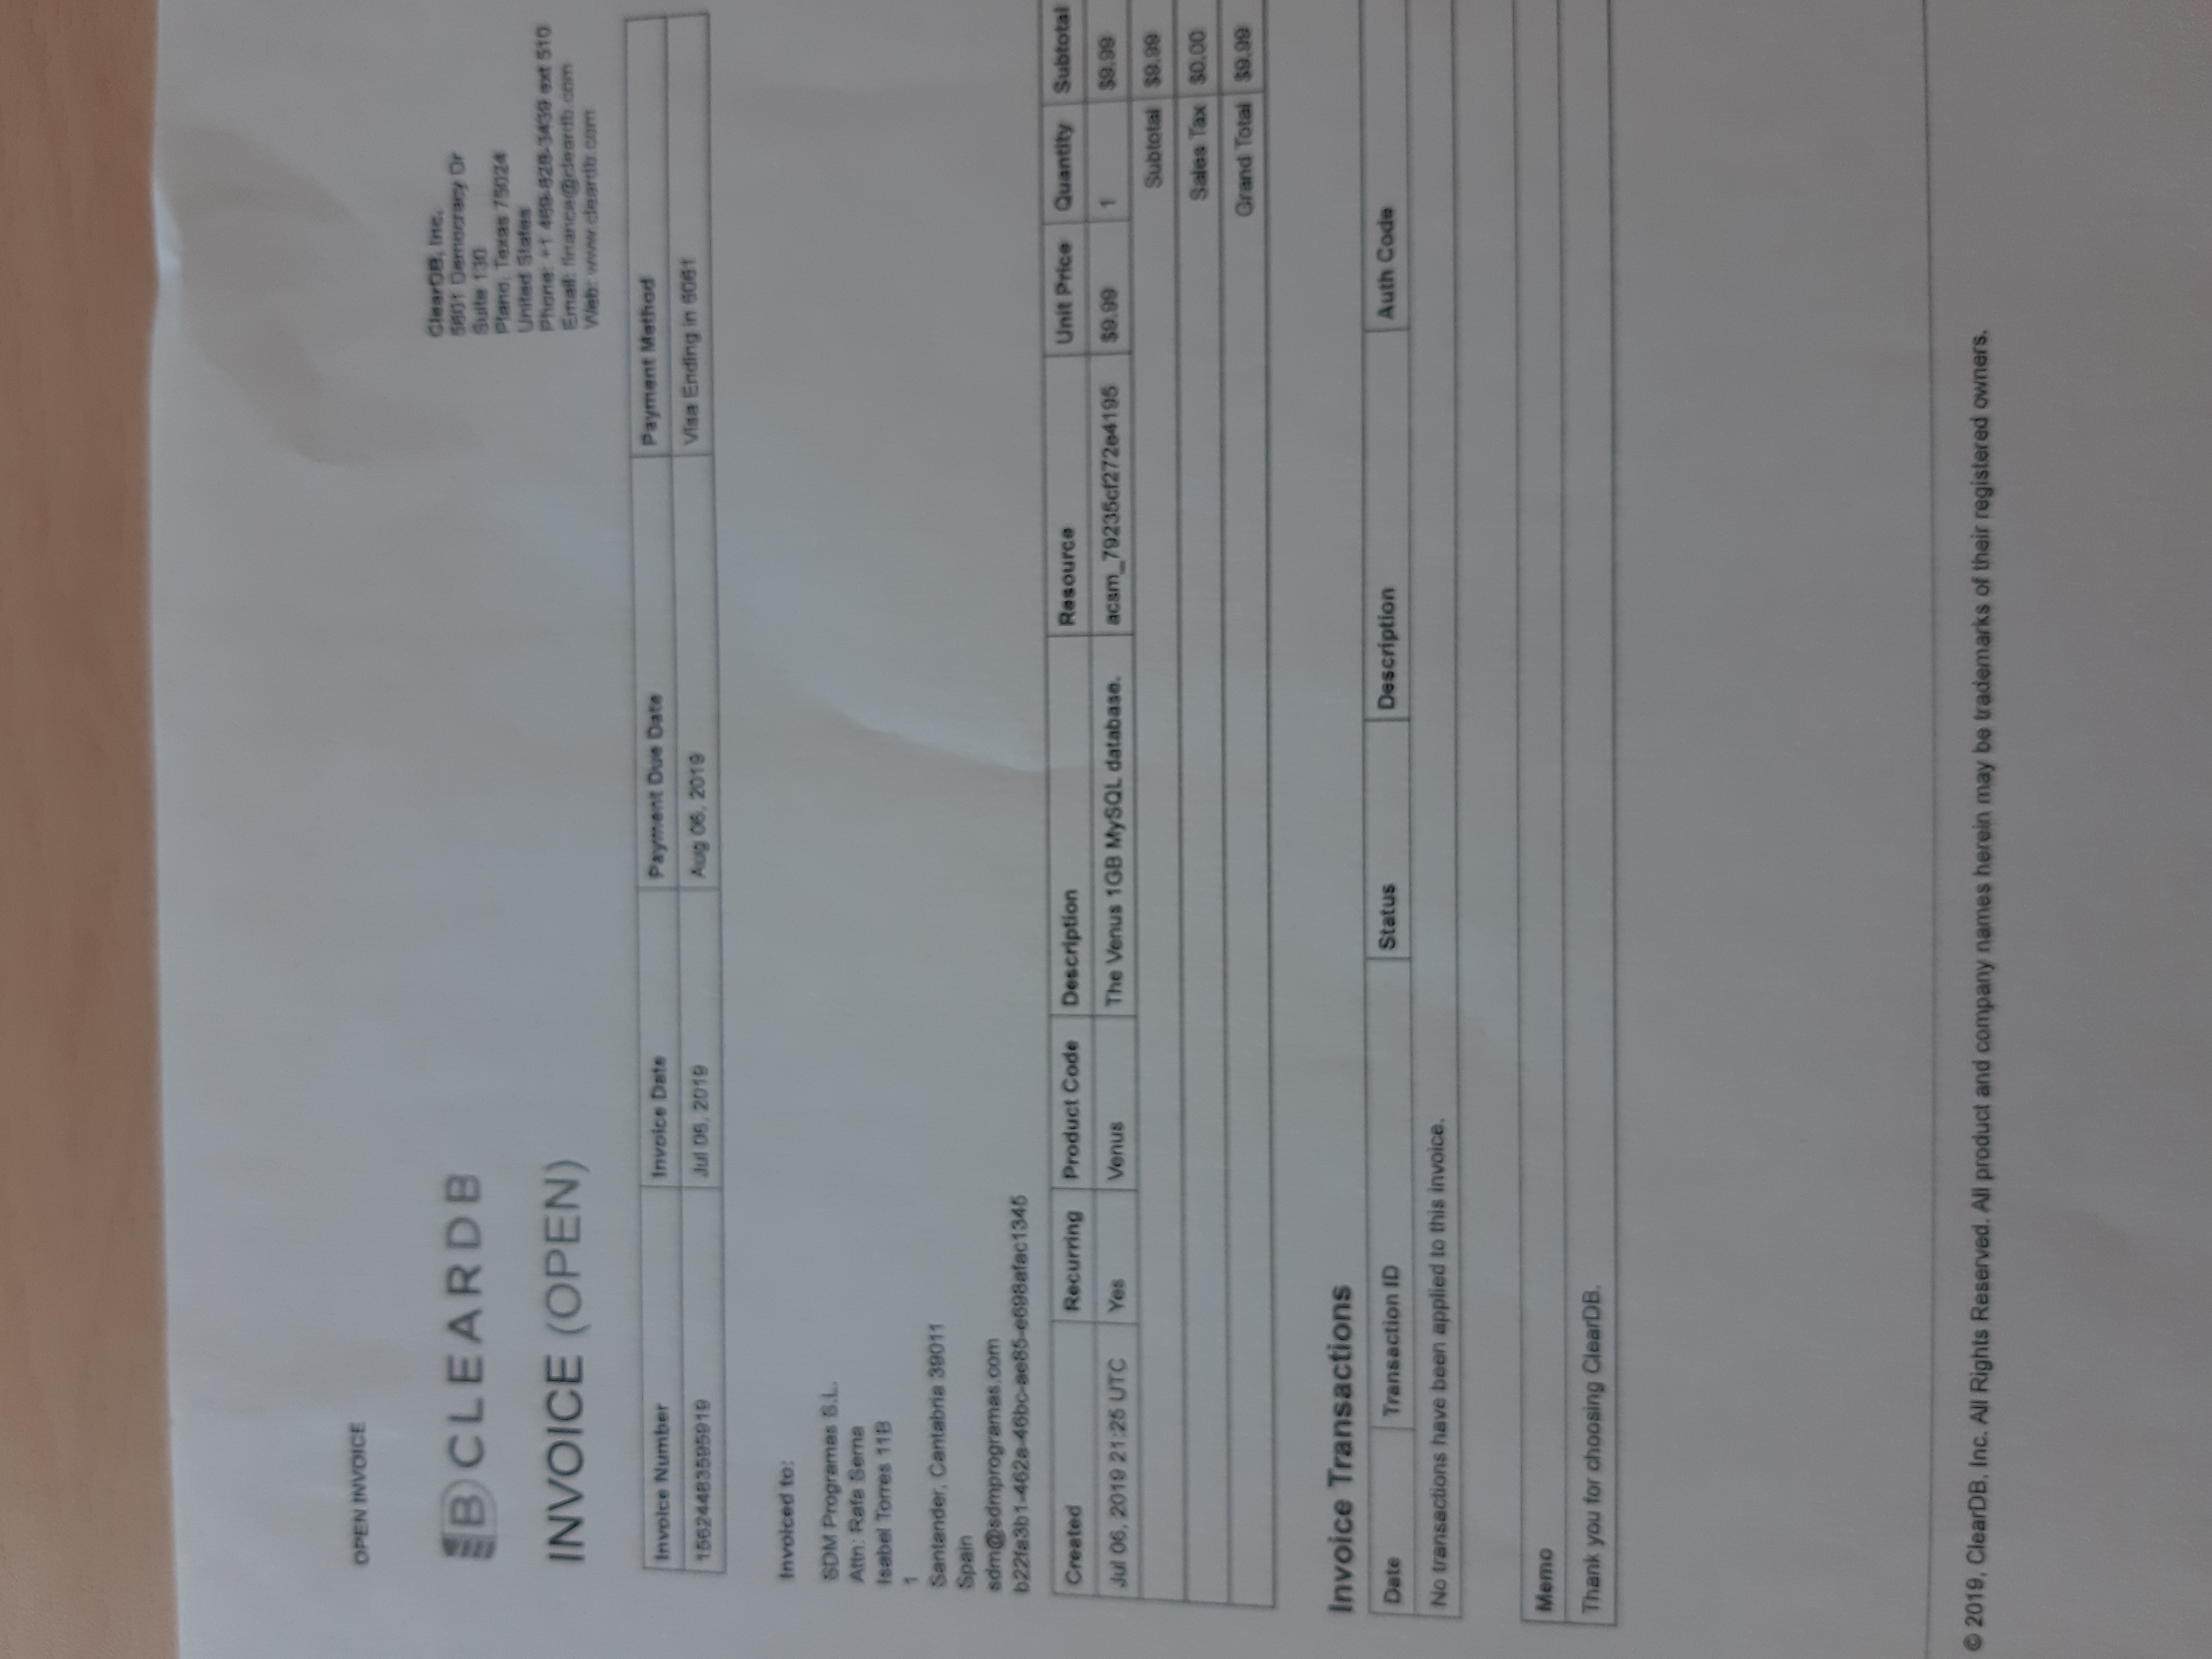 OPEN INVOICE
CLEARDB
ClearDB, Inc.
5601 Democracy Dr
Suite 130
Plano, Texas 75024
United States
Phone: +1 469-828-3439 ext 510
Email: finance@cleardb.com
Web: www.cleardb.com
INVOICE (OPEN)
Invoice Number Invoice Date Payment Due Date Payment Method
1562448359591 9 Jul 06, 2019 Aug 06, 2019 Visa Ending in 6061
Invoiced to:
SDM Programas S.L.
Attn: Rafa Serna
Isabel Torres 11B
1
Santander, Cantabria 39011
Spain
sdm@sdmprogramas.com
b22fa3b1-462a-46bc-ae85-e698afac1345
Created Recurring Product Code Description Resource Unit Price Quantity Subtotal
Jul 06, 2019 21:25 UTC Yes Venus The Venus 1GB MySQL database. acsm_79235cf272e4195 $9.99 1 $9.99
Subtotal $9.99
Sales Tax $0.00
Grand Total $9.99
Invoice Transactions
Date Transaction ID Status Description Auth Code
No transactions have been applied to this invoice.
Memo
Thank you for choosing ClearDB.
© 2019, ClearDB, Inc. All Rights Reserved. All product and company names herein may be trademarks of their registered owners.